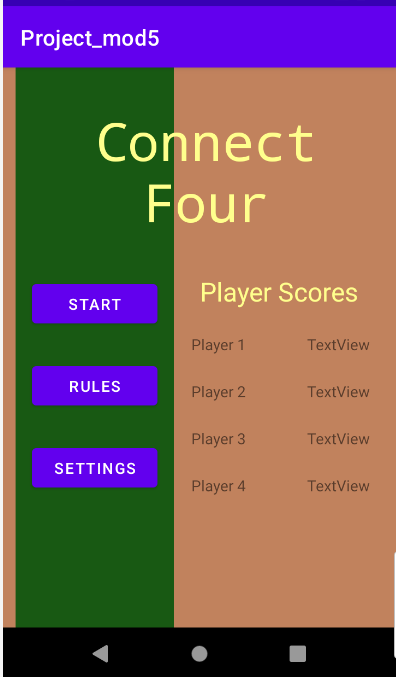 Project_mod5
Connect
Four
Player Scores
START
Player 1 TextView
RULES
Player 2 TextView
Player 3 TextView
SETTINGS
Player 4 TextView